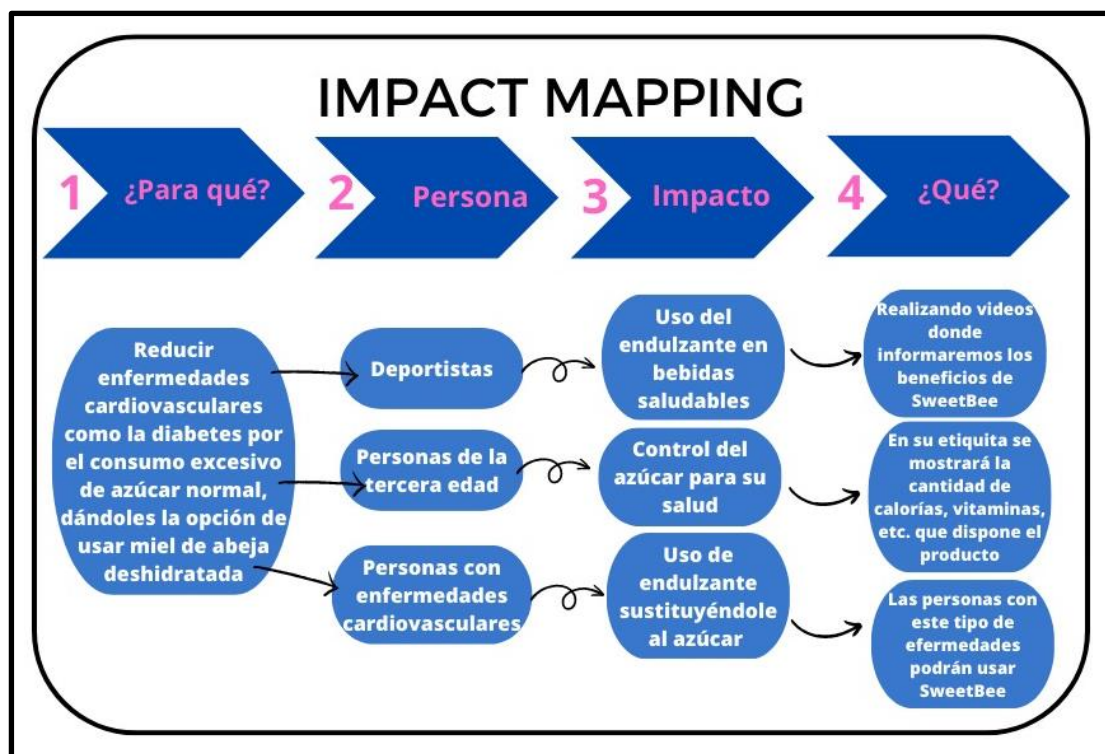 IMPACT MAPPING
1
¿Para qué?
2
Persona
3
Impacto
4
¿Qué?
Reducir
enfermedades
cardiovasculares
como la diabetes por
el consumo excesivo
de azúcar normal,
dándoles la opción de
usar miel de abeja
deshidratada
Deportistas
Personas de la
tercera edad
Personas con
enfermedades
cardiovasculares
Uso del
endulzante en
bebidas
saludables
Control del
azúcar para su
salud
Uso de
endulzante
sustituyéndole
al azúcar
Realizando videos
donde
informaremos los
beneficios de
SweetBee
En su etiquita se
mostrará la
cantidad de
calorías, vitaminas,
etc. que dispone el
producto
Las personas con
este tipo de
efermedades
podrán usar
SweetBee